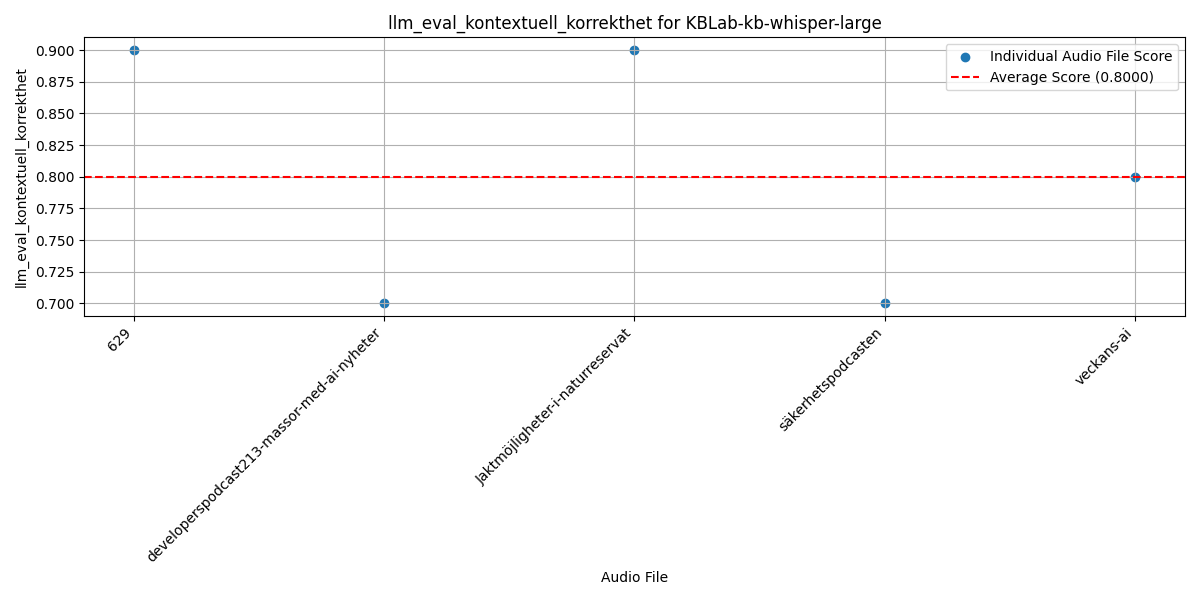 llm_eval_kontextuell_korrekthet for KBLab-kb-whisper-large
Individual Audio File Score
Average Score (0.8000)
llm_eval_kontextuell_korrekthet
0.900
0.875
0.850
0.825
0.800
0.775
0.750
0.725
0.700
629
developerspodcast213-massor-med-ai-nyheter
Jaktmöjligheter-i-naturreservat
säkerhetspodcasten
veckans-ai
Audio File